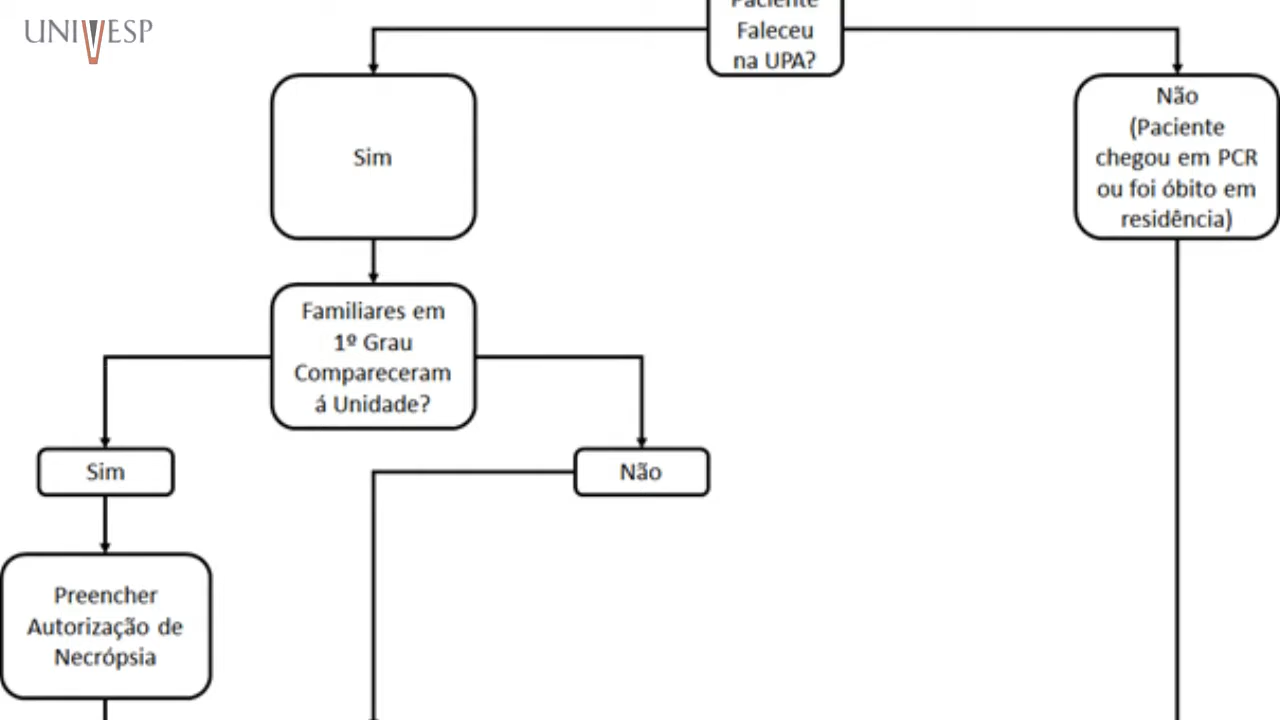 UNIVESP
Paciente
Faleceu
na UPA?
Sim
Não
(Paciente
chegou em PCR
ou foi óbito em
residência)
Familiares em
1º Grau
Compareceram
á Unidade?
Sim
Não
Preencher
Autorização de
Necrópsia